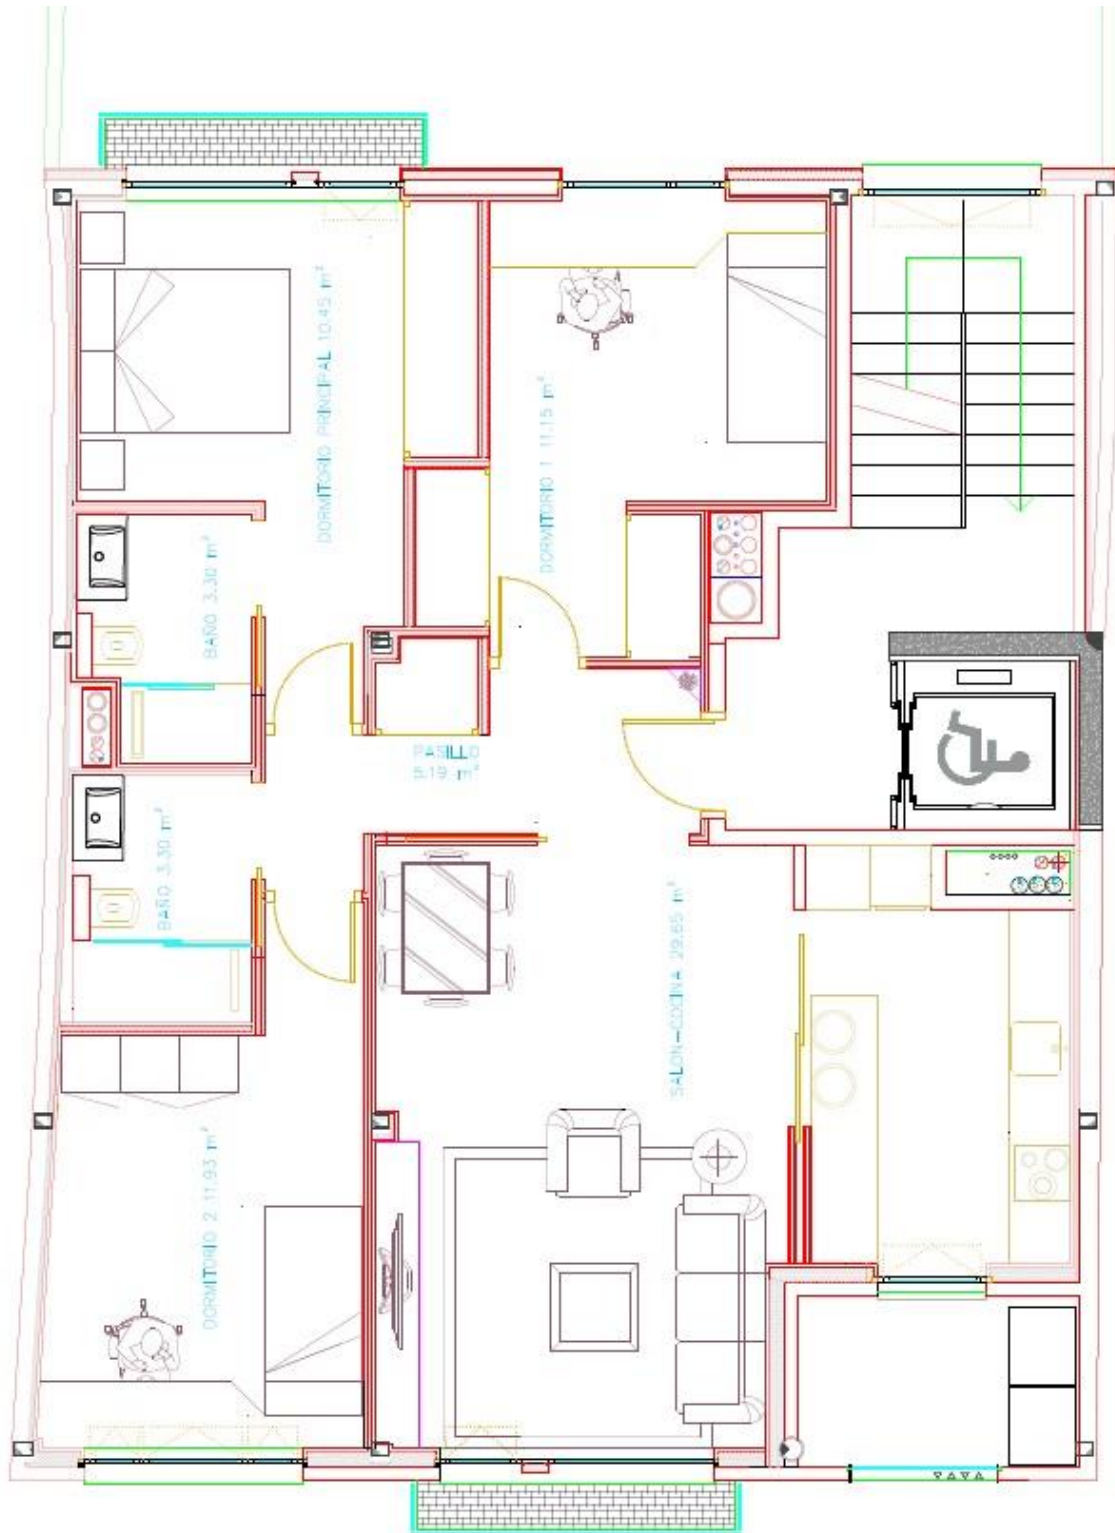 DORMITORIO PRINCIPAL 10.45 m²
DORMITORIO 1 11.15 m²
BAÑO 3.30 m²
PASILLO
5.19 m²
BAÑO 3.30 m²
SALON-COCINA 29.65 m²
DORMITORIO 2 11.93 m²